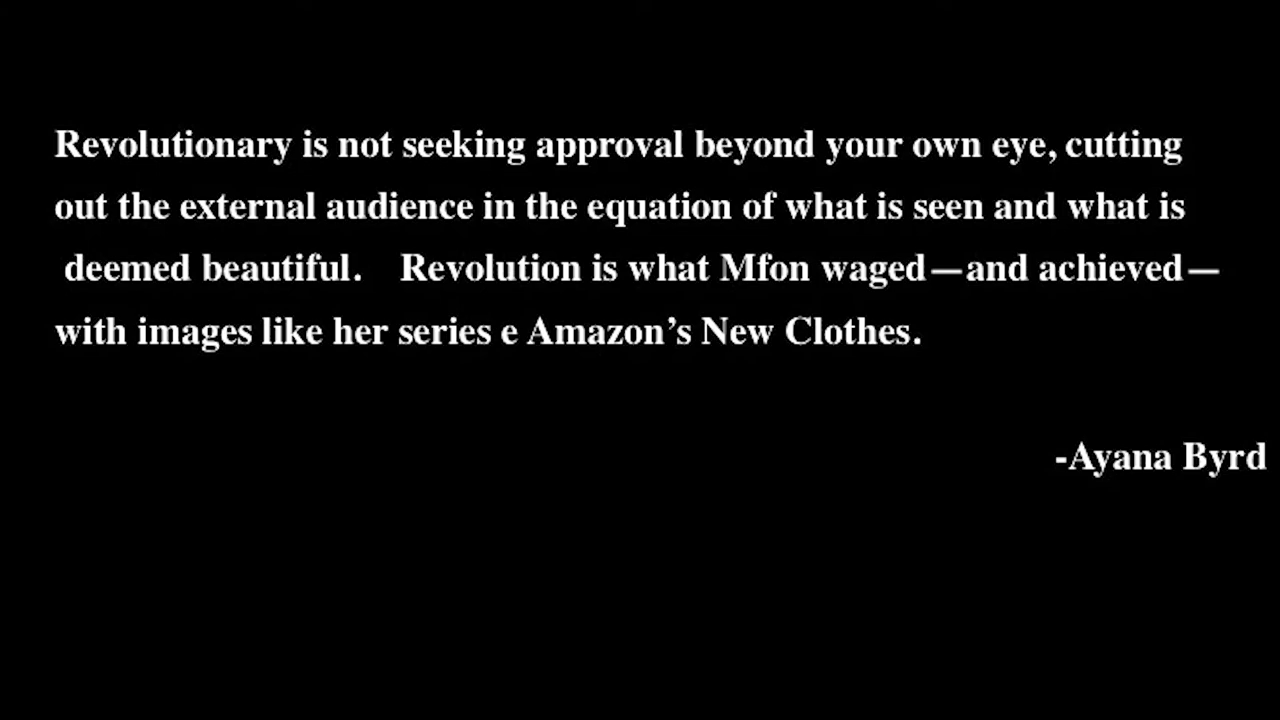 Revolutionary is not seeking approval beyond your own eye, cutting
out the external audience in the equation of what is seen and what is
deemed beautiful. Revolution is what Mfon waged—and achieved—
with images like her series e Amazon’s New Clothes.
-Ayana Byrd